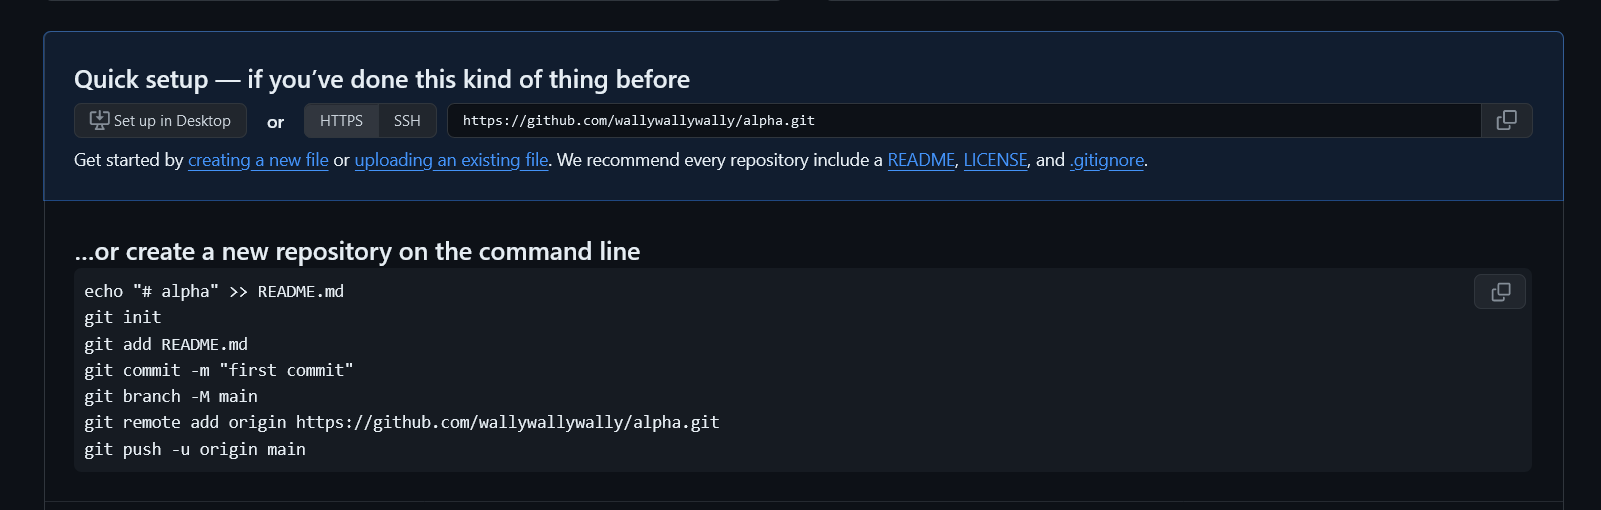 Quick setup — if you’ve done this kind of thing before
Set up in Desktop or HTTPS SSH https://github.com/wallywallywally/alpha.git
Get started by creating a new file or uploading an existing file. We recommend every repository include a README, LICENSE, and .gitignore.
…or create a new repository on the command line
echo "# alpha" >> README.md
git init
git add README.md
git commit -m "first commit"
git branch -M main
git remote add origin https://github.com/wallywallywally/alpha.git
git push -u origin main